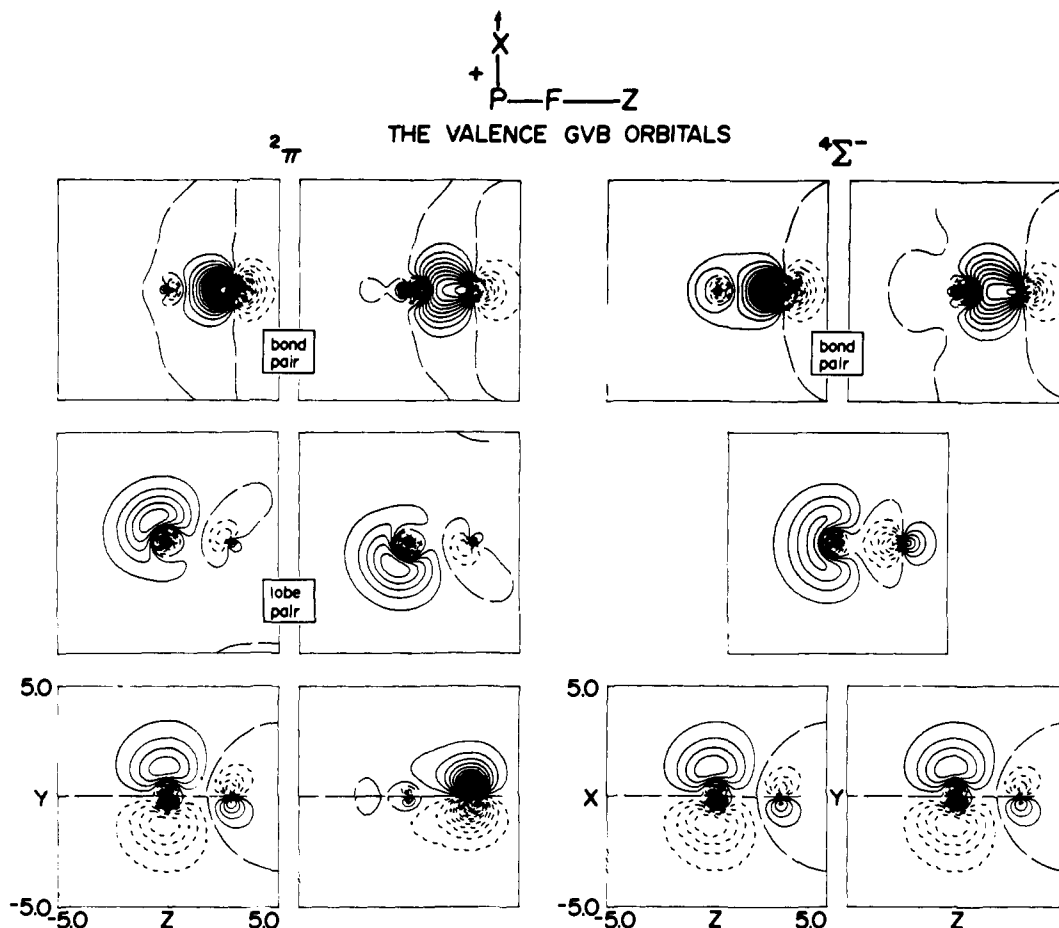 X
+
P—F—Z
THE VALENCE GVB ORBITALS
²π
⁴Σ⁻
bond pair
bond pair
lobe pair
5.0
Y
-5.0
-5.0
Z
5.0
Z
5.0
X
Y
-5.0
-5.0
Z
5.0
Z